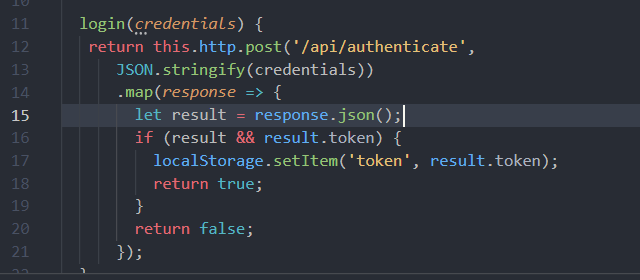 10
11 login(credentials) {
12 return this.http.post('/api/authenticate',
13 JSON.stringify(credentials))
14 .map(response => {
15 let result = response.json();
16 if (result && result.token) {
17 localStorage.setItem('token', result.token);
18 return true;
19 }
20 return false;
21 });
22 }